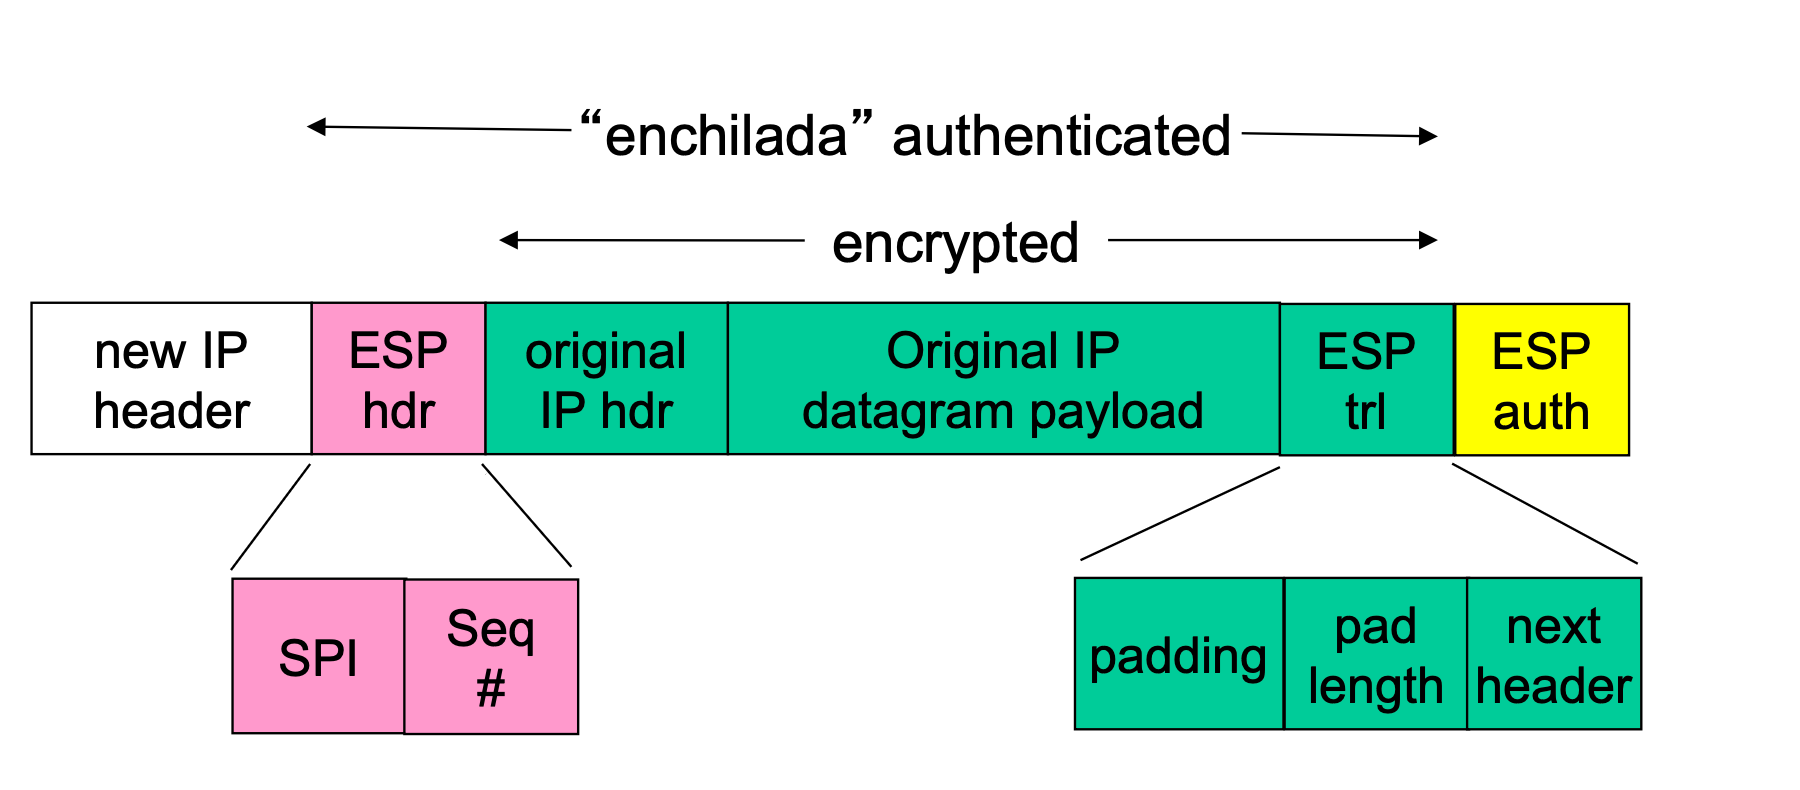 “enchilada” authenticated
encrypted
new IP
header
ESP
hdr
original
IP hdr
Original IP
datagram payload
ESP
trl
ESP
auth
SPI
Seq
#
padding
pad
length
next
header